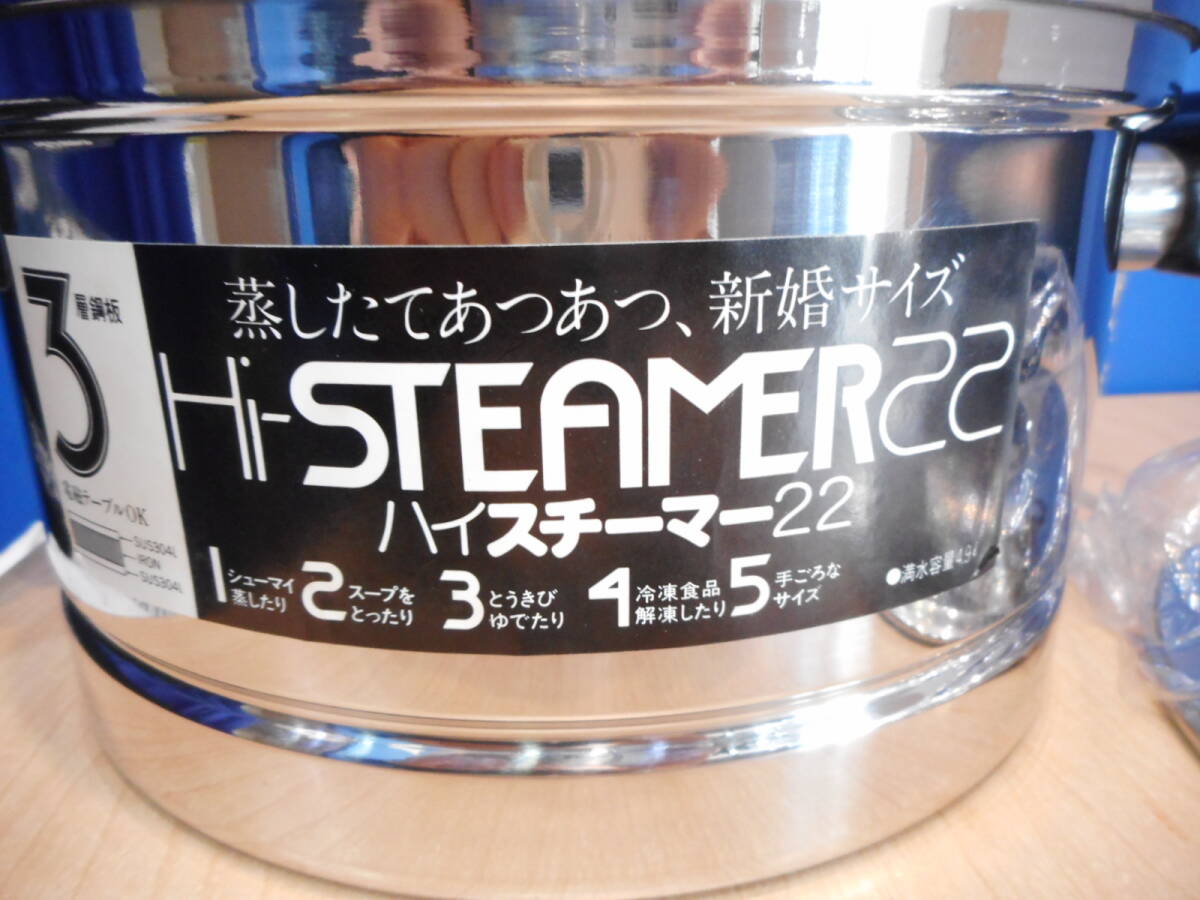 3層鋼板
電磁テーブルOK
SUS304L
IRON
SUS304L
蒸したてあつあつ、新婚サイズ
Hi-STEAMER22
ハイスチーマー22
1 シューマイ
蒸したり
2 スープを
とったり
3 とうきび
ゆでたり
4 冷凍食品
解凍したり
5 手ごろな
サイズ
●満水容量4.9ℓ